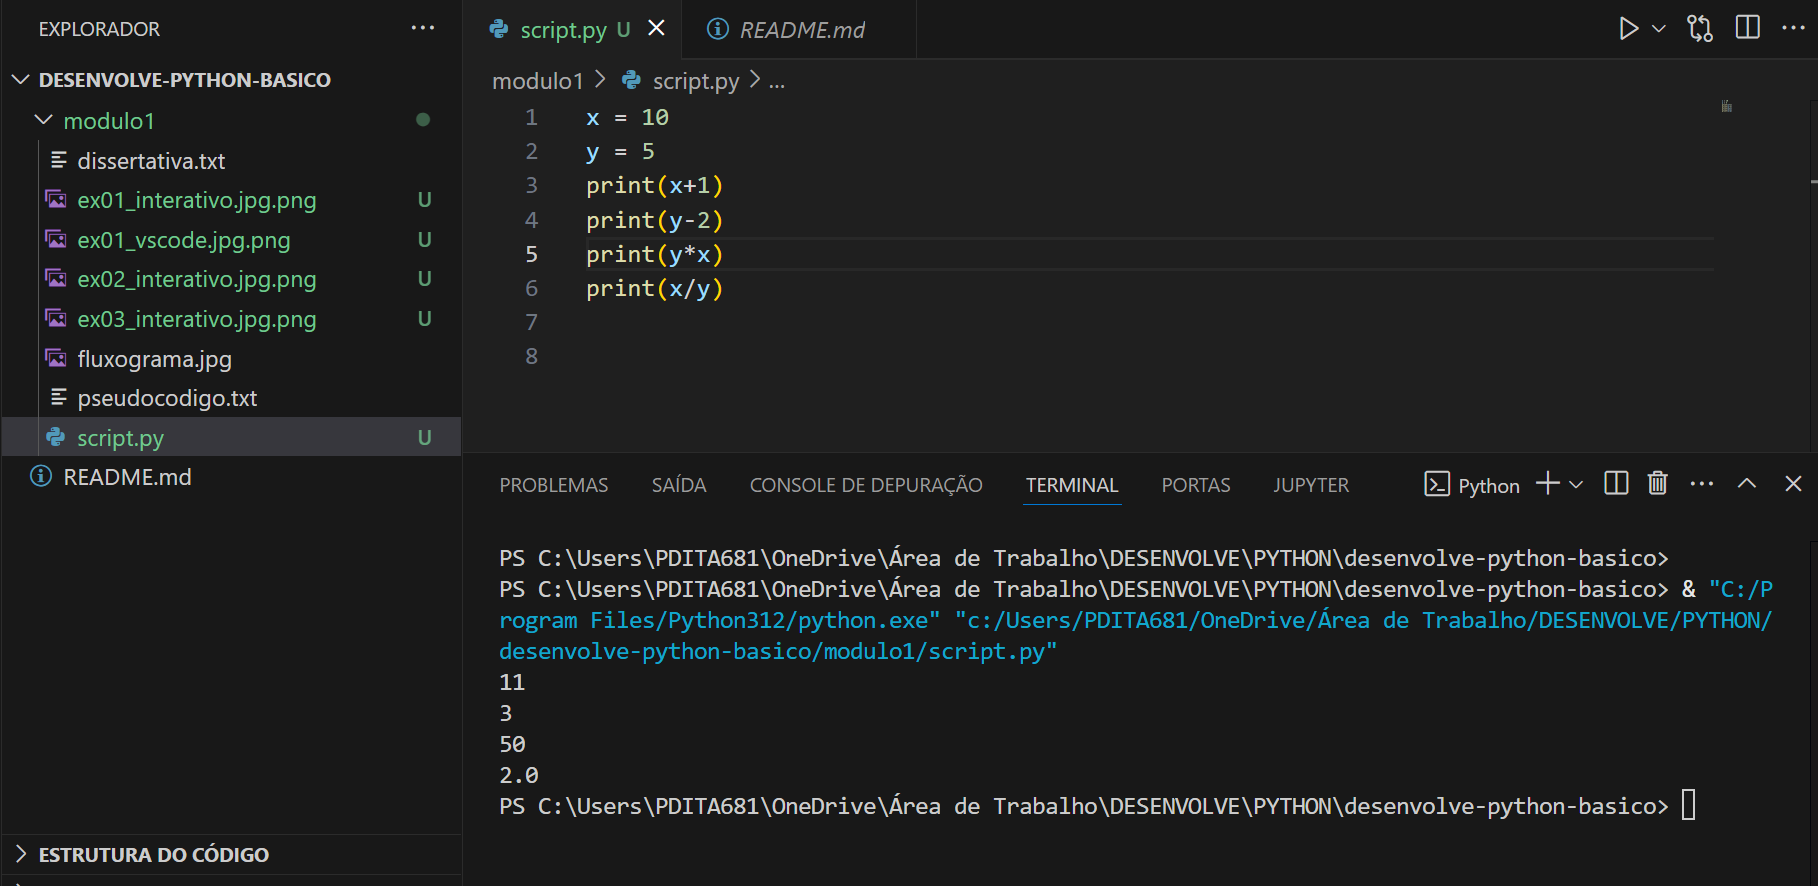 EXPLORADOR
DESENVOLVE-PYTHON-BASICO
modulo1
dissertativa.txt
ex01_interativo.jpg.png U
ex01_vscode.jpg.png U
ex02_interativo.jpg.png U
ex03_interativo.jpg.png U
fluxograma.jpg
pseudocodigo.txt
script.py U
README.md
ESTRUTURA DO CÓDIGO
script.py U README.md
modulo1 > script.py > ...
1 x = 10
2 y = 5
3 print(x+1)
4 print(y-2)
5 print(y*x)
6 print(x/y)
7
8
PROBLEMAS SAÍDA CONSOLE DE DEPURAÇÃO TERMINAL PORTAS JUPYTER Python
PS C:\Users\PDITA681\OneDrive\Área de Trabalho\DESENVOLVE\PYTHON\desenvolve-python-basico>
PS C:\Users\PDITA681\OneDrive\Área de Trabalho\DESENVOLVE\PYTHON\desenvolve-python-basico> & "C:/P
rogram Files/Python312/python.exe" "c:/Users/PDITA681/OneDrive/Área de Trabalho/DESENVOLVE/PYTHON/
desenvolve-python-basico/modulo1/script.py"
11
3
50
2.0
PS C:\Users\PDITA681\OneDrive\Área de Trabalho\DESENVOLVE\PYTHON\desenvolve-python-basico>